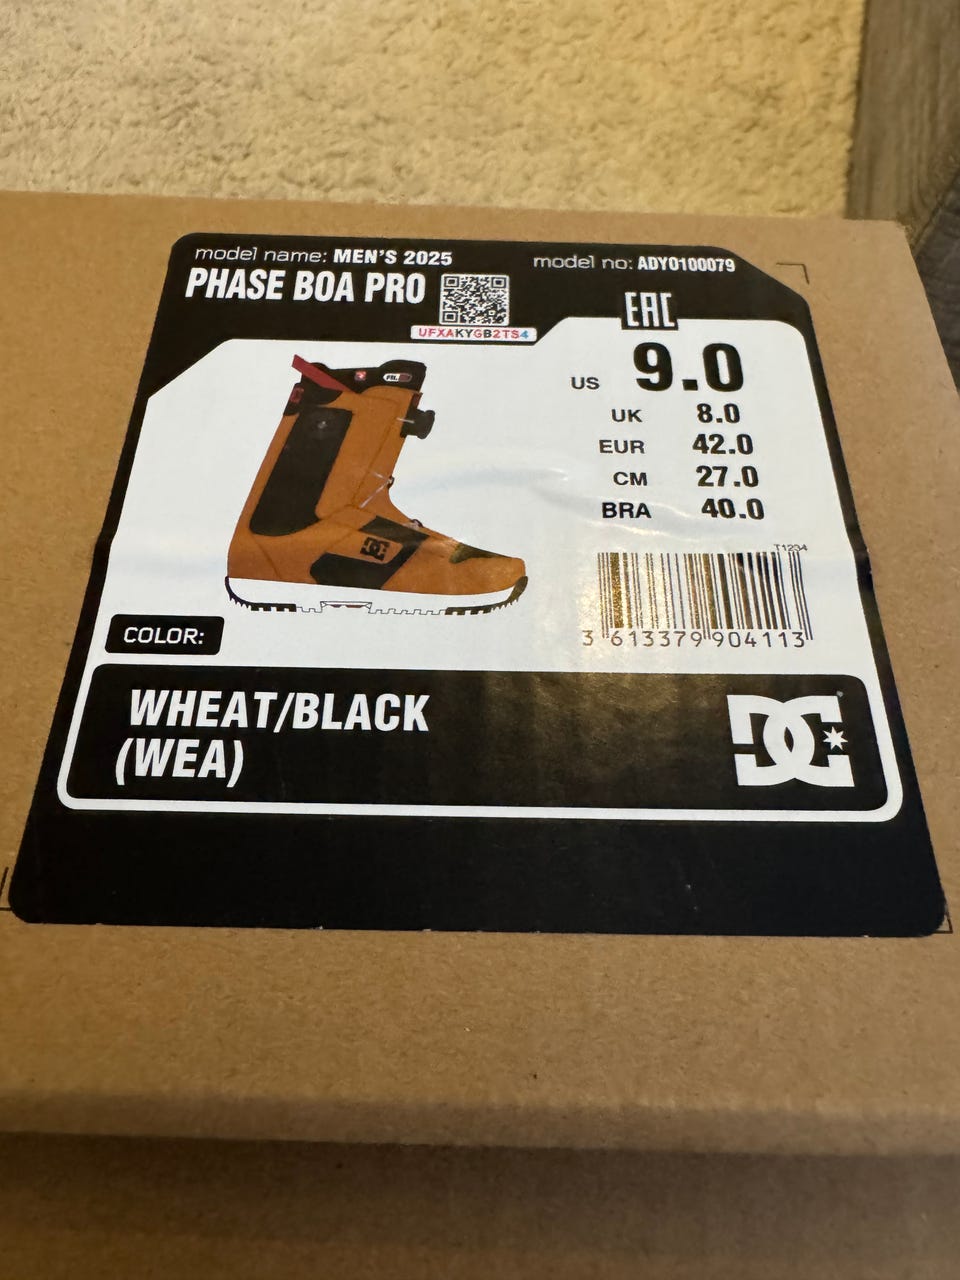 model name: MEN'S 2025
PHASE BOA PRO
model no: ADYO100079
UFXAKYGB2TS4
EAC
US 9.0
UK 8.0
EUR 42.0
CM 27.0
BRA 40.0
T1234
3 613379 904113
COLOR:
WHEAT/BLACK
(WEA)
DC